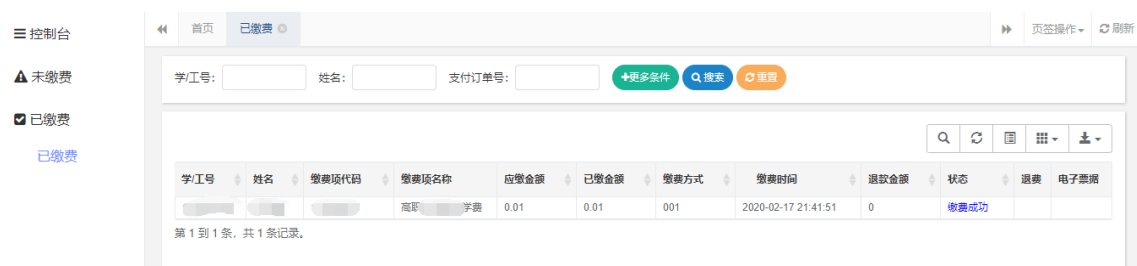 控制台
未缴费
已缴费
已缴费
首页 已缴费 页签操作 刷新
学/工号: 姓名: 支付订单号: +更多条件 搜索 重置
学/工号 姓名 缴费项代码 缴费项名称 应缴金额 已缴金额 缴费方式 缴费时间 退款金额 状态 退费 电子票据
高职 学费 0.01 0.01 001 2020-02-17 21:41:51 0 缴费成功
第 1 到 1 条，共 1 条记录。